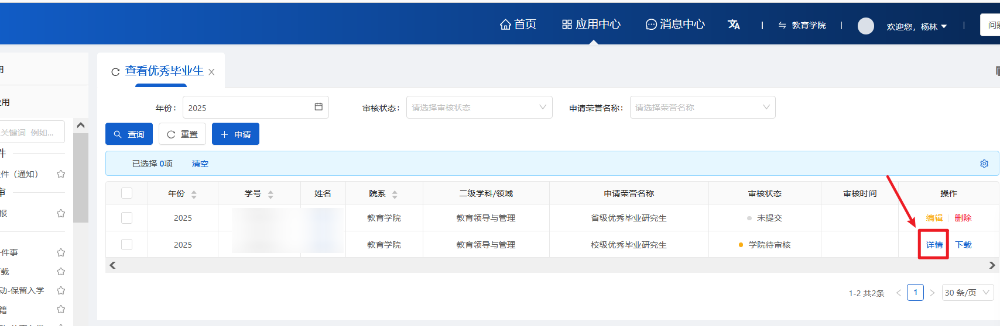 首页 应用中心 消息中心 教育学院 欢迎您，杨林 问题
用
查看优秀毕业生
应用
年份： 2025 审核状态： 请选择审核状态 申请荣誉名称： 请选择荣誉名称
关键词 例如...
查询 重置 申请
件
已选择 0项 清空
件（通知）
审
报
年份 学号 姓名 院系 二级学科/领域 申请荣誉名称 审核状态 审核时间 操作
2025 教育学院 教育领导与管理 省级优秀毕业研究生 未提交 编辑 删除
2025 教育学院 教育领导与管理 校级优秀毕业研究生 学院待审核 详情 下载
件事
载
动-保留入学
籍
1-2 共2条 1 30 条/页